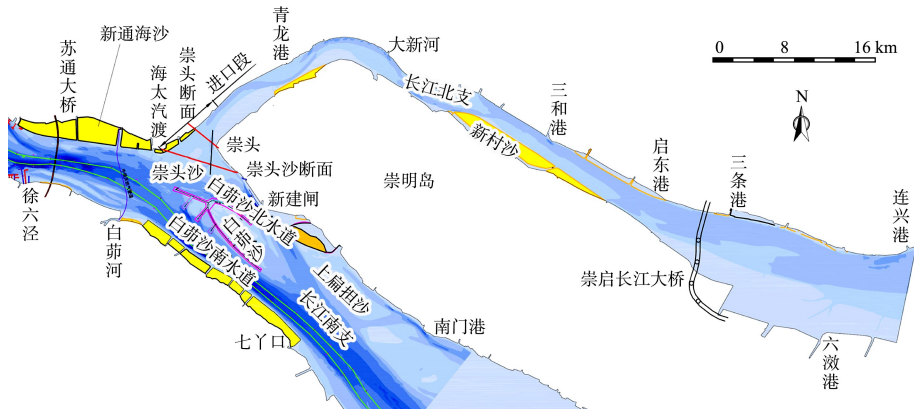 新通海沙
苏通大桥
海太汽渡
崇头断面
进口段
青龙港
大新河
长江北支
三和港
新村沙
启东港
三条港
连兴港
0 8 16 km
N
崇头
崇头沙
崇头沙断面
崇明岛
新建闸
白茆沙北水道
白茆沙
白茆沙南水道
徐六泾
白茆河
上扁担沙
长江南支
七丫口
南门港
崇启长江大桥
六滧港